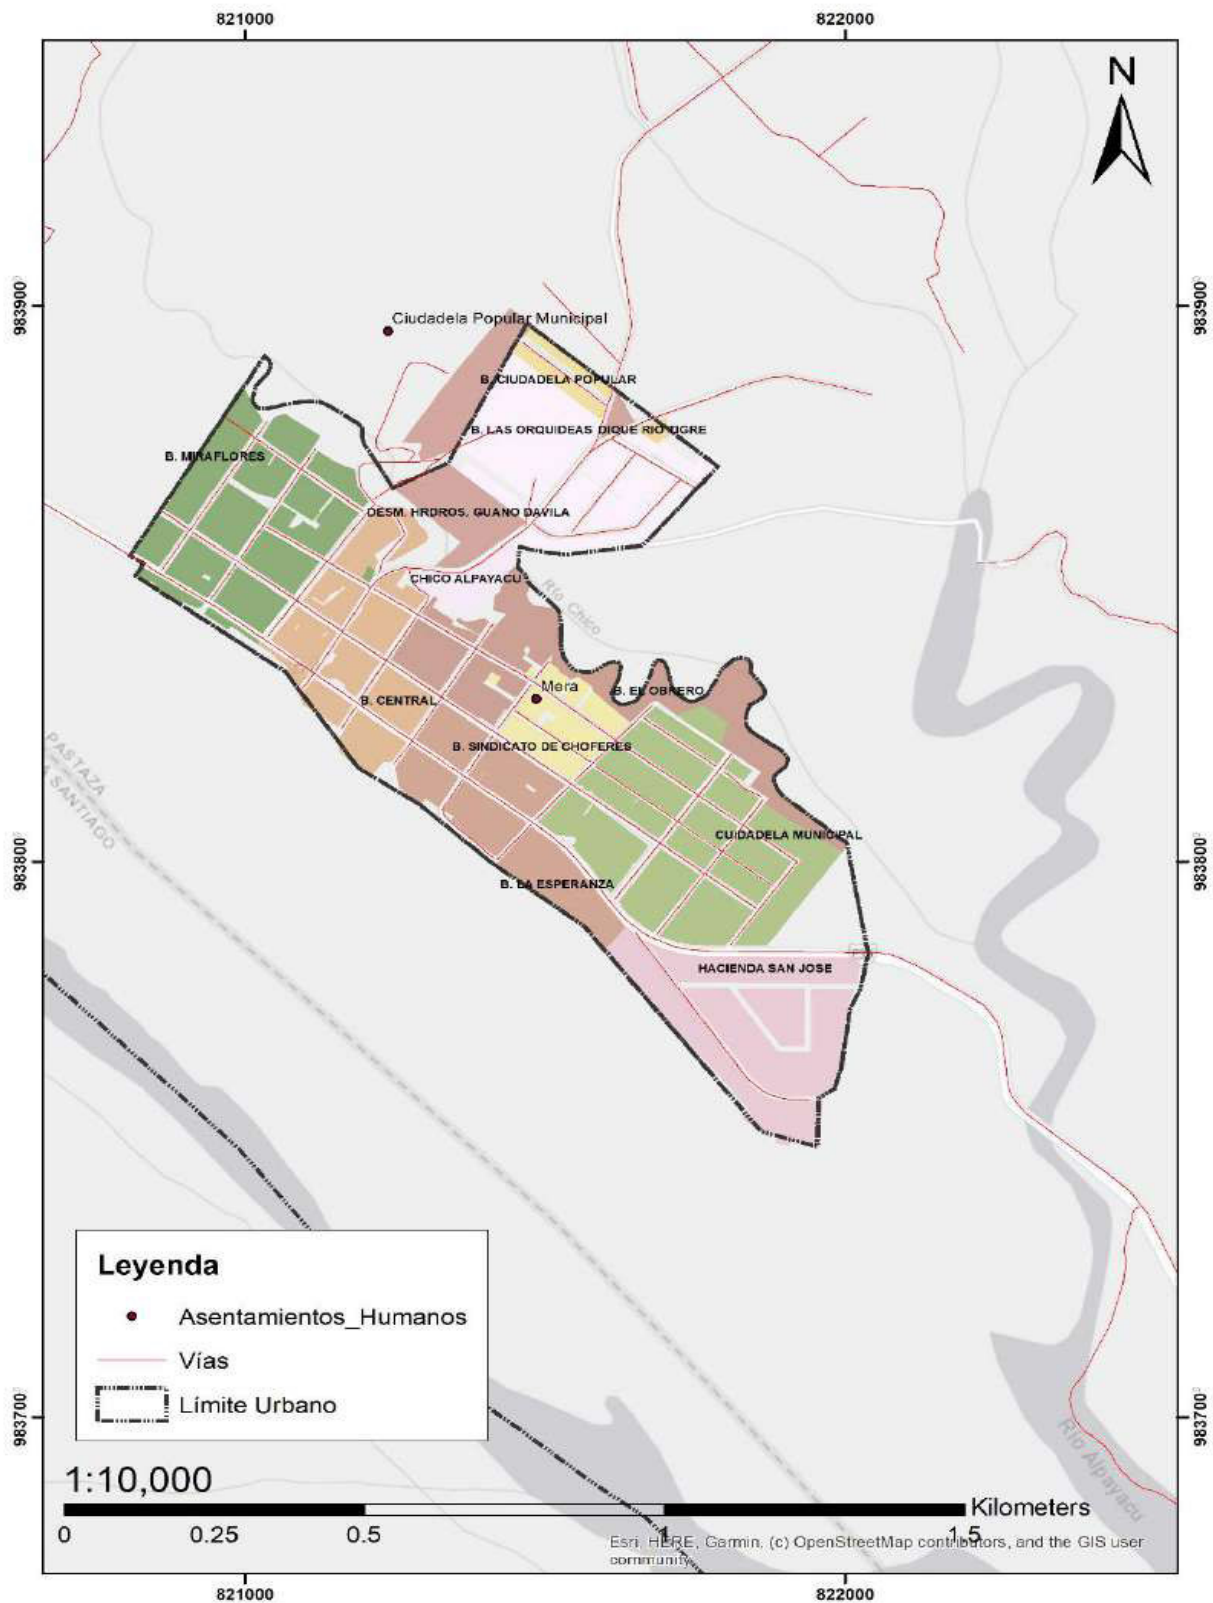 821000
822000
N
983900
983900
Ciudadela Popular Municipal
B. CIUDADELA POPULAR
B. LAS ORQUIDEAS DIQUE RIO TIGRE
B. MIRAFLORES
DESM. HRDROS. GUANO DAVILA
CHICO ALPAYACU
Río Chico
Mera
B. EL OBRERO
B. CENTRAL
B. SINDICATO DE CHOFERES
PASTAZA
SANTIAGO
CUIDADELA MUNICIPAL
983800
983800
B. LA ESPERANZA
HACIENDA SAN JOSE
Leyenda
Asentamientos_Humanos
Vías
Límite Urbano
983700
983700
Río Alpayacu
1:10,000
Kilometers
0
0.25
0.5
1
1.5
Esri, HERE, Garmin, (c) OpenStreetMap contributors, and the GIS user
community
821000
822000